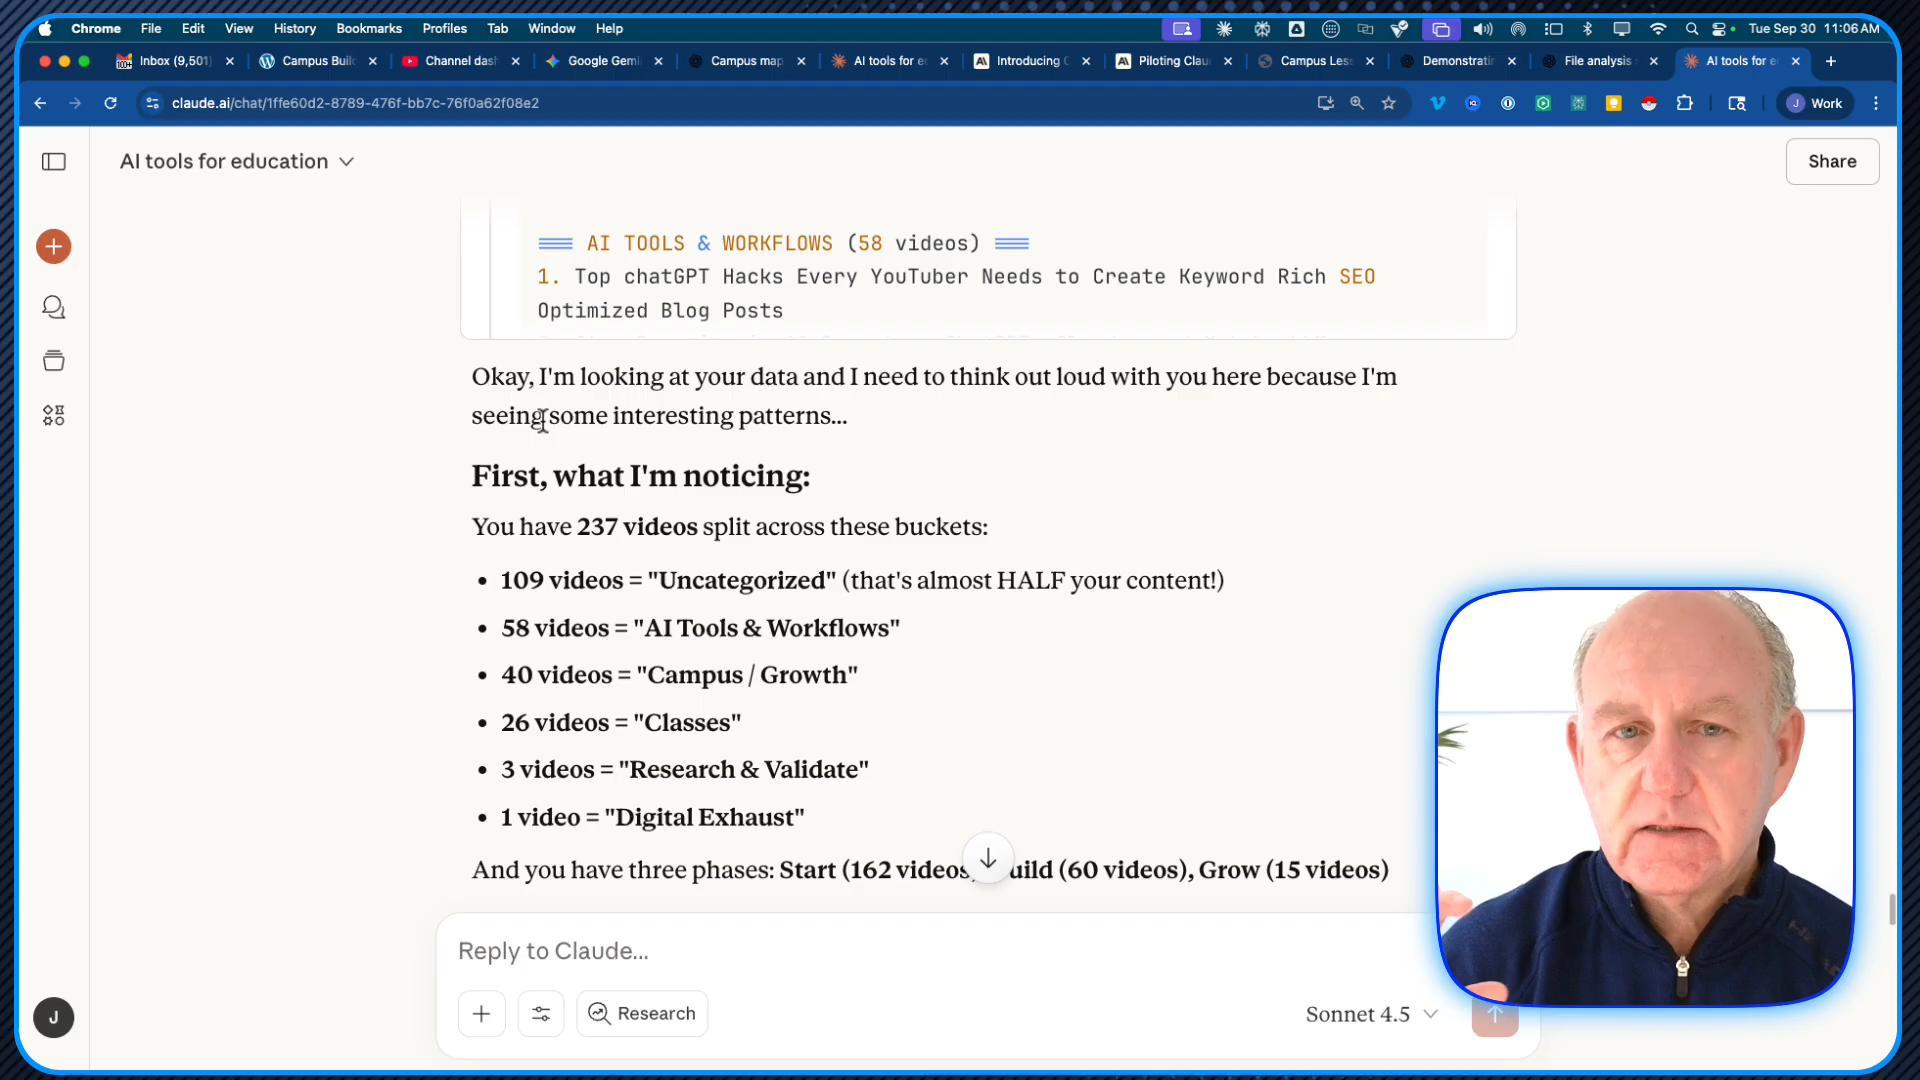 Chrome File Edit View History Bookmarks Profiles Tab Window Help Tue Sep 30 11:06 AM
100+ Inbox (9,501) Campus Buil Channel das Google Gemi Campus map AI tools for e Introducing Piloting Clau Campus Less Demonstrati File analysis AI tools for e
claude.ai/chat/1ffe60d2-8789-476f-bb7c-76f0a62f08e2 J Work
AI tools for education Share
=== AI TOOLS & WORKFLOWS (58 videos) ===
1. Top chatGPT Hacks Every YouTuber Needs to Create Keyword Rich SEO
Optimized Blog Posts
Okay, I'm looking at your data and I need to think out loud with you here because I'm
seeing some interesting patterns...
First, what I'm noticing:
You have 237 videos split across these buckets:
• 109 videos = "Uncategorized" (that's almost HALF your content!)
• 58 videos = "AI Tools & Workflows"
• 40 videos = "Campus / Growth"
• 26 videos = "Classes"
• 3 videos = "Research & Validate"
• 1 video = "Digital Exhaust"
And you have three phases: Start (162 videos uild (60 videos), Grow (15 videos)
Reply to Claude...
Research Sonnet 4.5
J